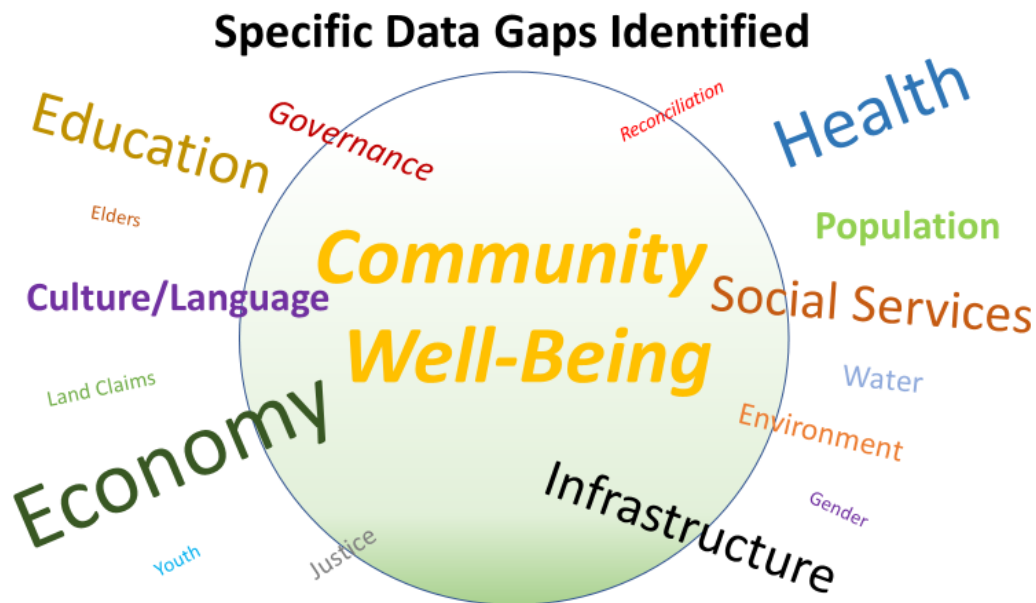 Specific Data Gaps Identified
Education
Governance
Reconciliation
Health
Elders
Population
Community
Well-Being
Culture/Language
Social Services
Land Claims
Water
Economy
Environment
Infrastructure
Gender
Youth
Justice